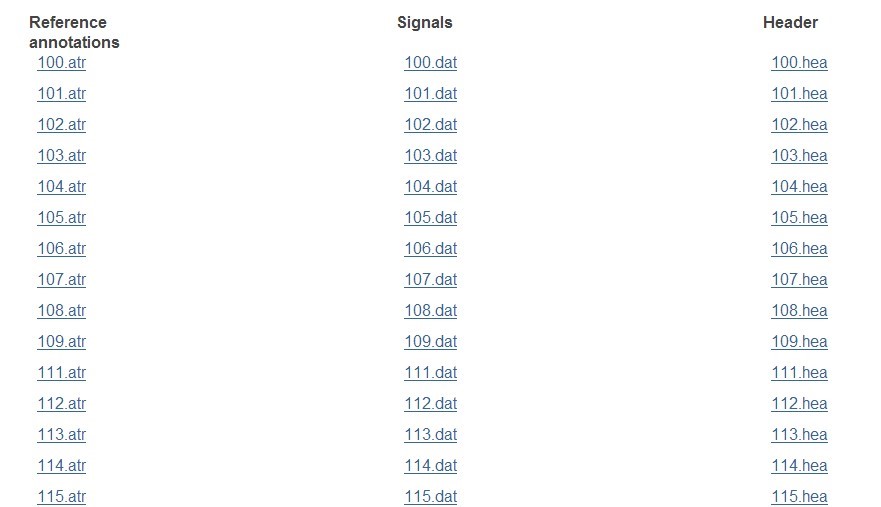 Reference annotations Signals Header
100.atr 100.dat 100.hea
101.atr 101.dat 101.hea
102.atr 102.dat 102.hea
103.atr 103.dat 103.hea
104.atr 104.dat 104.hea
105.atr 105.dat 105.hea
106.atr 106.dat 106.hea
107.atr 107.dat 107.hea
108.atr 108.dat 108.hea
109.atr 109.dat 109.hea
111.atr 111.dat 111.hea
112.atr 112.dat 112.hea
113.atr 113.dat 113.hea
114.atr 114.dat 114.hea
115.atr 115.dat 115.hea